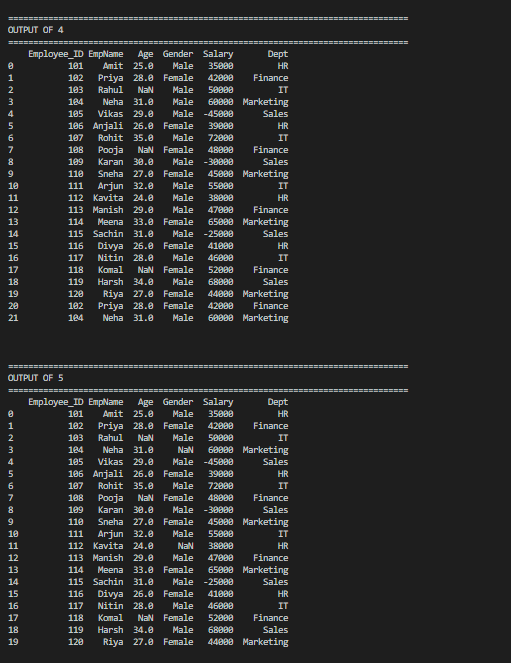 ================================================================================
OUTPUT OF 4
================================================================================
Employee_ID EmpName Age Gender Salary Dept
0 101 Amit 25.0 Male 35000 HR
1 102 Priya 28.0 Female 42000 Finance
2 103 Rahul NaN Male 50000 IT
3 104 Neha 31.0 Male 60000 Marketing
4 105 Vikas 29.0 Male -45000 Sales
5 106 Anjali 26.0 Female 39000 HR
6 107 Rohit 35.0 Male 72000 IT
7 108 Pooja NaN Female 48000 Finance
8 109 Karan 30.0 Male -30000 Sales
9 110 Sneha 27.0 Female 45000 Marketing
10 111 Arjun 32.0 Male 55000 IT
11 112 Kavita 24.0 Male 38000 HR
12 113 Manish 29.0 Male 47000 Finance
13 114 Meena 33.0 Female 65000 Marketing
14 115 Sachin 31.0 Male -25000 Sales
15 116 Divya 26.0 Female 41000 HR
16 117 Nitin 28.0 Male 46000 IT
17 118 Komal NaN Female 52000 Finance
18 119 Harsh 34.0 Male 68000 Sales
19 120 Riya 27.0 Female 44000 Marketing
20 102 Priya 28.0 Female 42000 Finance
21 104 Neha 31.0 Male 60000 Marketing
================================================================================
OUTPUT OF 5
================================================================================
Employee_ID EmpName Age Gender Salary Dept
0 101 Amit 25.0 Male 35000 HR
1 102 Priya 28.0 Female 42000 Finance
2 103 Rahul NaN Male 50000 IT
3 104 Neha 31.0 NaN 60000 Marketing
4 105 Vikas 29.0 Male -45000 Sales
5 106 Anjali 26.0 Female 39000 HR
6 107 Rohit 35.0 Male 72000 IT
7 108 Pooja NaN Female 48000 Finance
8 109 Karan 30.0 Male -30000 Sales
9 110 Sneha 27.0 Female 45000 Marketing
10 111 Arjun 32.0 Male 55000 IT
11 112 Kavita 24.0 NaN 38000 HR
12 113 Manish 29.0 Male 47000 Finance
13 114 Meena 33.0 Female 65000 Marketing
14 115 Sachin 31.0 Male -25000 Sales
15 116 Divya 26.0 Female 41000 HR
16 117 Nitin 28.0 Male 46000 IT
17 118 Komal NaN Female 52000 Finance
18 119 Harsh 34.0 Male 68000 Sales
19 120 Riya 27.0 Female 44000 Marketing